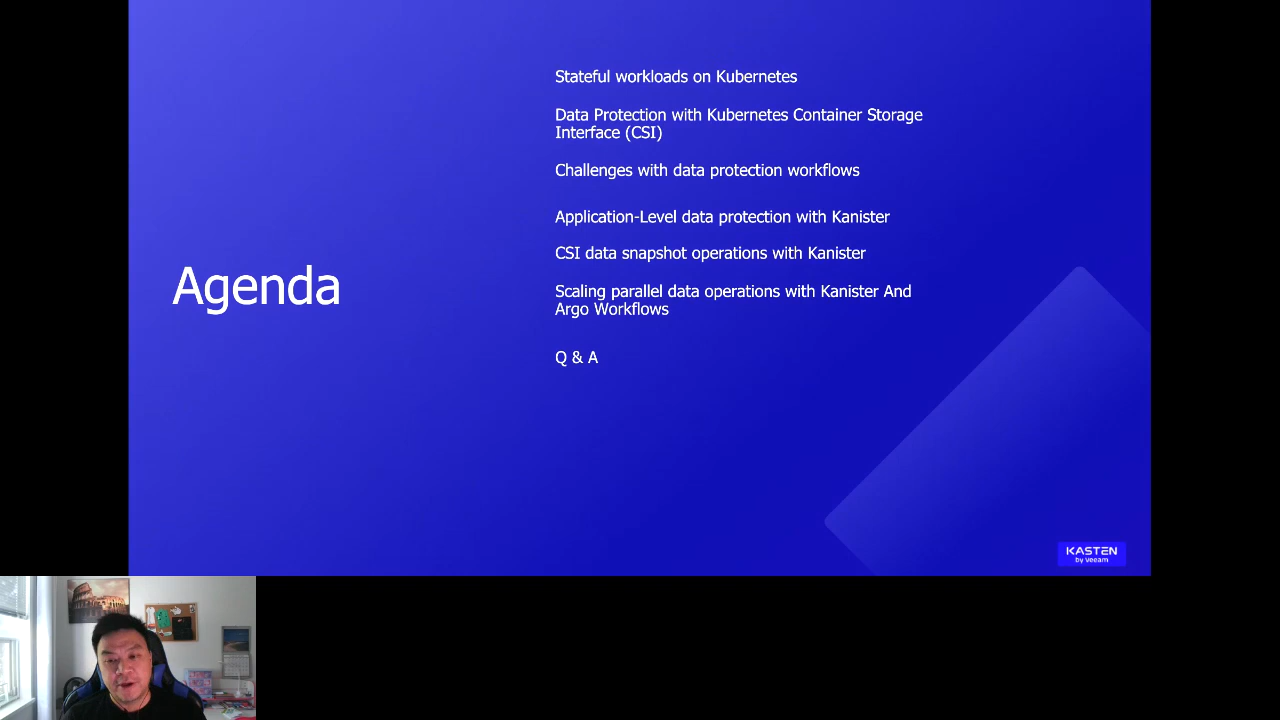 Agenda
Stateful workloads on Kubernetes
Data Protection with Kubernetes Container Storage
Interface (CSI)
Challenges with data protection workflows
Application-Level data protection with Kanister
CSI data snapshot operations with Kanister
Scaling parallel data operations with Kanister And
Argo Workflows
Q & A
KASTEN
by veeam